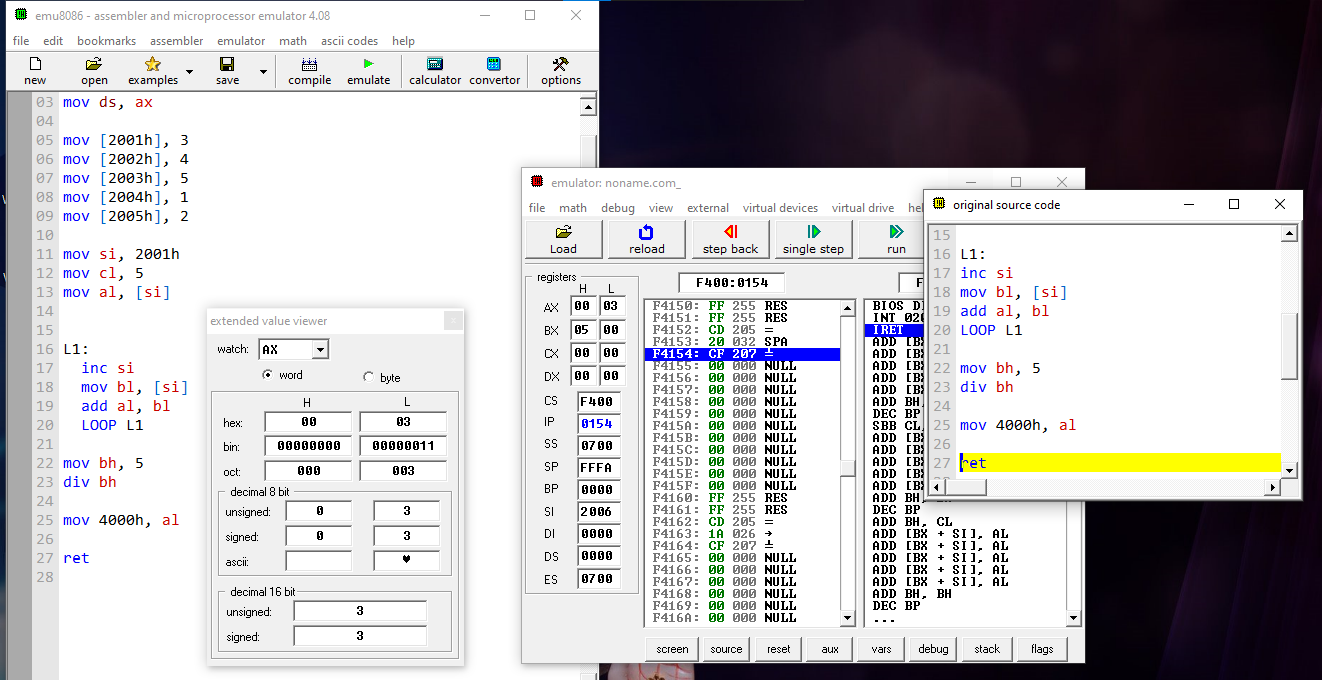 emu8086 - assembler and microprocessor emulator 4.08
file edit bookmarks assembler emulator math ascii codes help
new open examples save compile emulate calculator convertor options
03 mov ds, ax
04
05 mov [2001h], 3
06 mov [2002h], 4
07 mov [2003h], 5
08 mov [2004h], 1
09 mov [2005h], 2
10
11 mov si, 2001h
12 mov cl, 5
13 mov al, [si]
14
15
16 L1:
17 inc si
18 mov bl, [si]
19 add al, bl
20 LOOP L1
21
22 mov bh, 5
23 div bh
24
25 mov 4000h, al
26
27 ret
28
extended value viewer
watch: AX
word byte
H L
hex: 00 03
bin: 00000000 00000011
oct: 000 003
decimal 8 bit
unsigned: 0 3
signed: 0 3
ascii: ♥
decimal 16 bit
unsigned: 3
signed: 3
emulator: noname.com_
file math debug view external virtual devices virtual drive hel
Load reload step back single step run
registers
H L
AX 00 03
BX 05 00
CX 00 00
DX 00 00
CS F400
IP 0154
SS 0700
SP FFFA
BP 0000
SI 2006
DI 0000
DS 0000
ES 0700
F400:0154
F4150: FF 255 RES
F4151: FF 255 RES
F4152: CD 205 =
F4153: 20 032 SPA
F4154: CF 207 ╧
F4155: 00 000 NULL
F4156: 00 000 NULL
F4157: 00 000 NULL
F4158: 00 000 NULL
F4159: 00 000 NULL
F415A: 00 000 NULL
F415B: 00 000 NULL
F415C: 00 000 NULL
F415D: 00 000 NULL
F415E: 00 000 NULL
F415F: 00 000 NULL
F4160: FF 255 RES
F4161: FF 255 RES
F4162: CD 205 =
F4163: 1A 026 →
F4164: CF 207 ╧
F4165: 00 000 NULL
F4166: 00 000 NULL
F4167: 00 000 NULL
F4168: 00 000 NULL
F4169: 00 000 NULL
F416A: 00 000 NULL
F
BIOS DI
INT 020
IRET
ADD [BX
ADD [BX
ADD [BX
ADD [BX
ADD [BX
ADD BH,
DEC BP
SBB CL,
ADD [BX
ADD [BX
ADD [BX
ADD [BX
ADD [BX
ADD BH, BH
DEC BP
ADD BH, CL
ADD [BX + SI], AL
ADD [BX + SI], AL
ADD [BX + SI], AL
ADD [BX + SI], AL
ADD [BX + SI], AL
ADD BH, BH
DEC BP
...
screen source reset aux vars debug stack flags
original source code
15
16 L1:
17 inc si
18 mov bl, [si]
19 add al, bl
20 LOOP L1
21
22 mov bh, 5
23 div bh
24
25 mov 4000h, al
26
27 ret